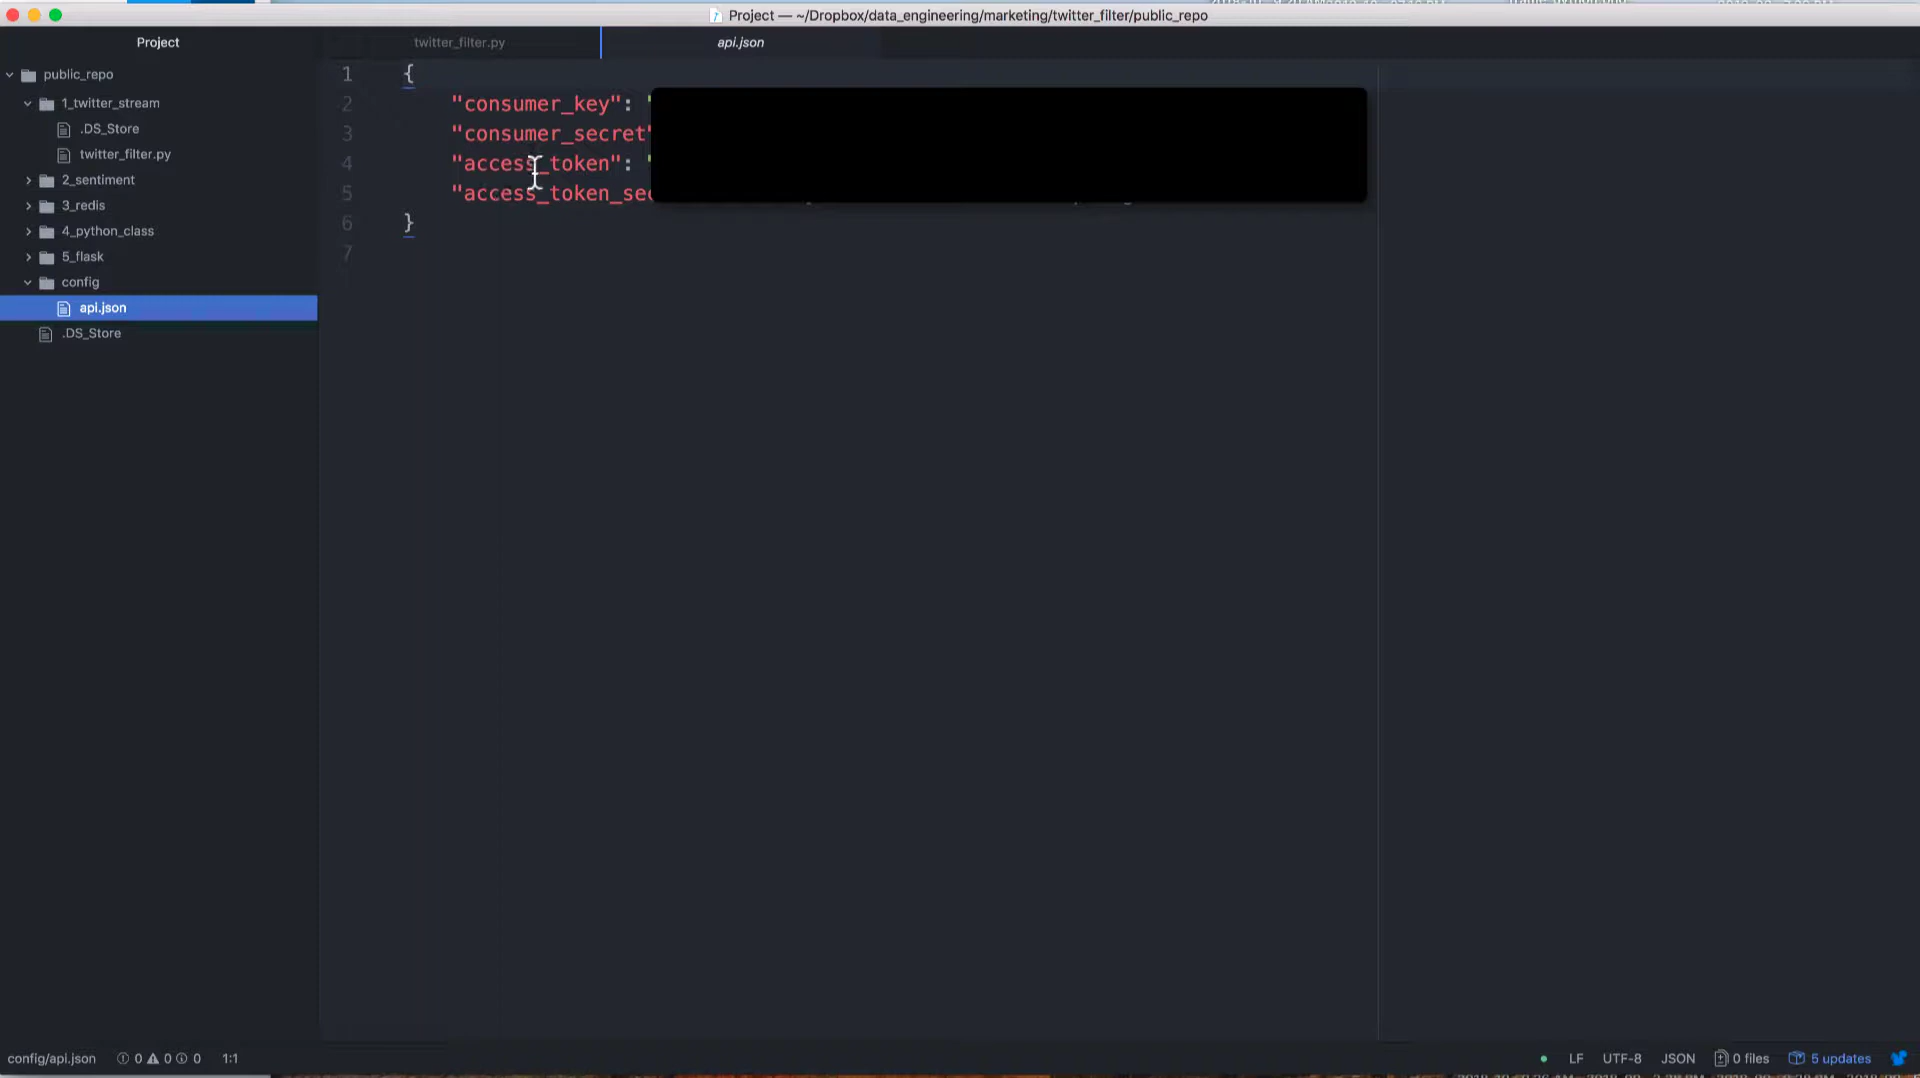 Project — ~/Dropbox/data_engineering/marketing/twitter_filter/public_repo
Project
twitter_filter.py
api.json
public_repo
1_twitter_stream
.DS_Store
twitter_filter.py
2_sentiment
3_redis
4_python_class
5_flask
config
api.json
.DS_Store
1 {
2 "consumer_key": "
3 "consumer_secret"
4 "access_token": "
5 "access_token_sec
6 }
7
config/api.json 0 0 0 1:1
LF UTF-8 JSON 0 files 5 updates